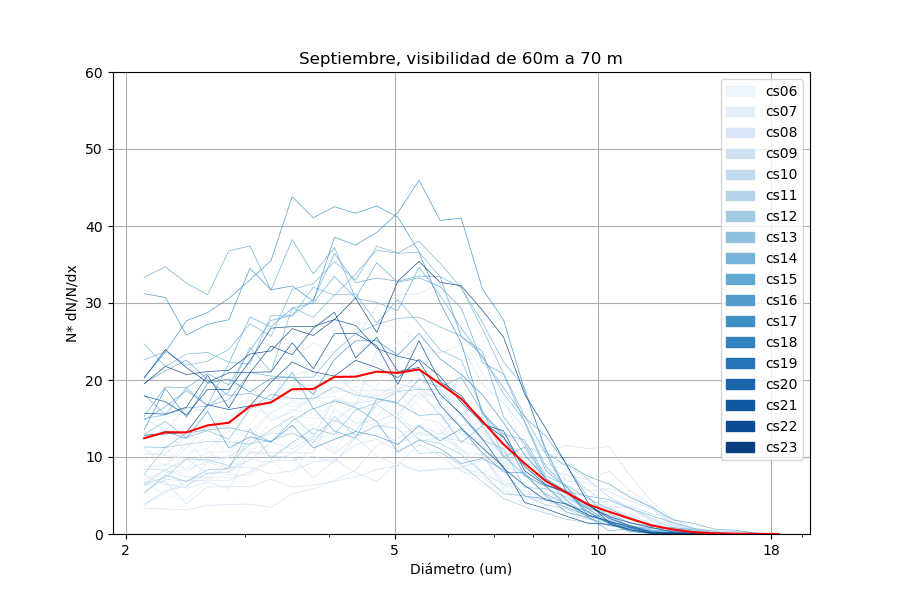 Septiembre, visibilidad de 60m a 70 m
60
50
40
30
20
10
0
N* dN/N/dx
2
5
10
18
Diámetro (um)
cs06
cs07
cs08
cs09
cs10
cs11
cs12
cs13
cs14
cs15
cs16
cs17
cs18
cs19
cs20
cs21
cs22
cs23